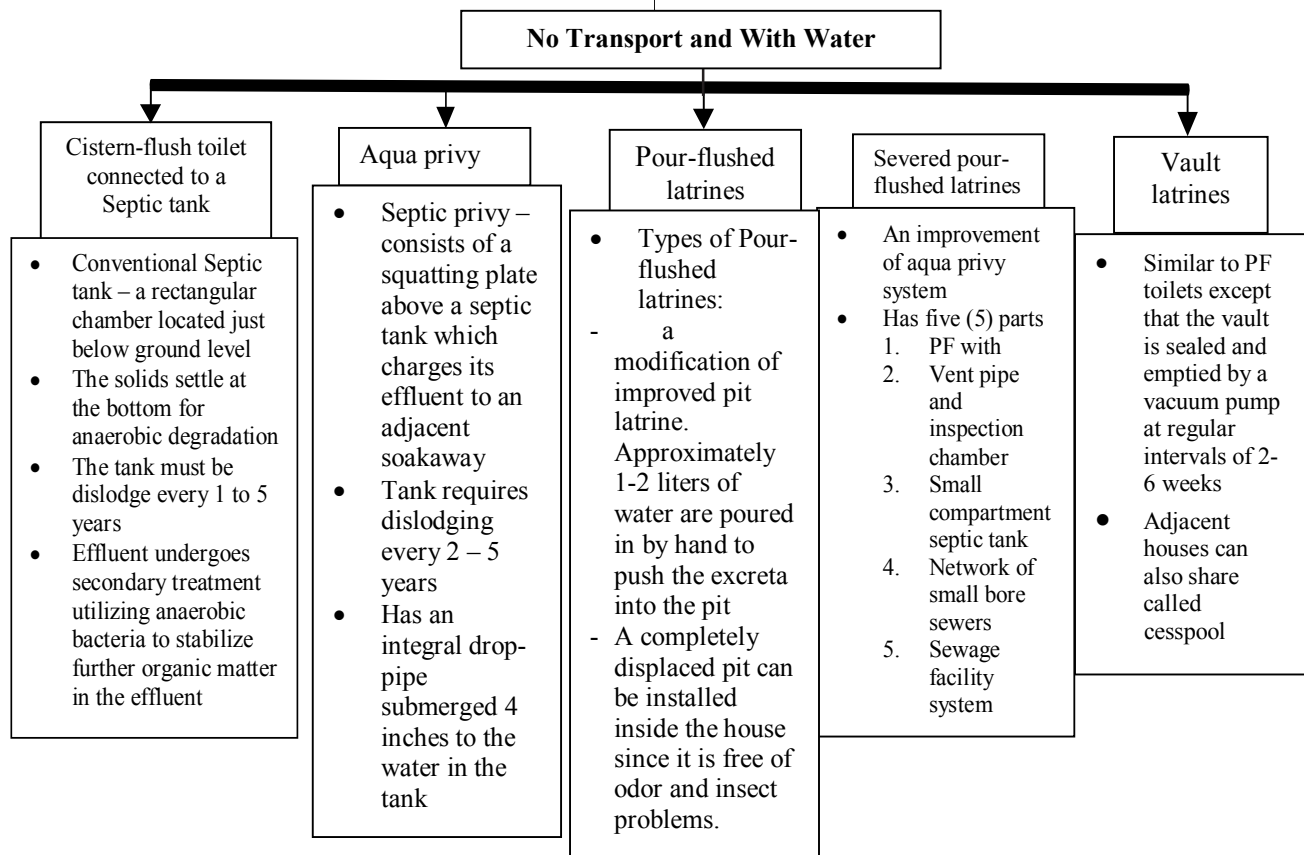 No Transport and With Water
Cistern-flush toilet
connected to a
Septic tank
• Conventional Septic
tank – a rectangular
chamber located just
below ground level
• The solids settle at
the bottom for
anaerobic degradation
• The tank must be
dislodge every 1 to 5
years
• Effluent undergoes
secondary treatment
utilizing anaerobic
bacteria to stabilize
further organic matter
in the effluent
Aqua privy
• Septic privy –
consists of a
squatting plate
above a septic
tank which
charges its
effluent to an
adjacent
soakaway
• Tank requires
dislodging
every 2 – 5
years
• Has an
integral drop-
pipe
submerged 4
inches to the
water in the
tank
Pour-flushed
latrines
• Types of Pour-
flushed
latrines:
- a
modification of
improved pit
latrine.
Approximately
1-2 liters of
water are poured
in by hand to
push the excreta
into the pit
- A completely
displaced pit can
be installed
inside the house
since it is free of
odor and insect
problems.
Severed pour-
flushed latrines
• An improvement
of aqua privy
system
• Has five (5) parts
1. PF with
2. Vent pipe and
inspection
chamber
3. Small
compartment
septic tank
4. Network of
small bore
sewers
5. Sewage
facility
system
Vault
latrines
• Similar to PF
toilets except
that the vault
is sealed and
emptied by a
vacuum pump
at regular
intervals of 2-
6 weeks
• Adjacent
houses can
also share
called
cesspool